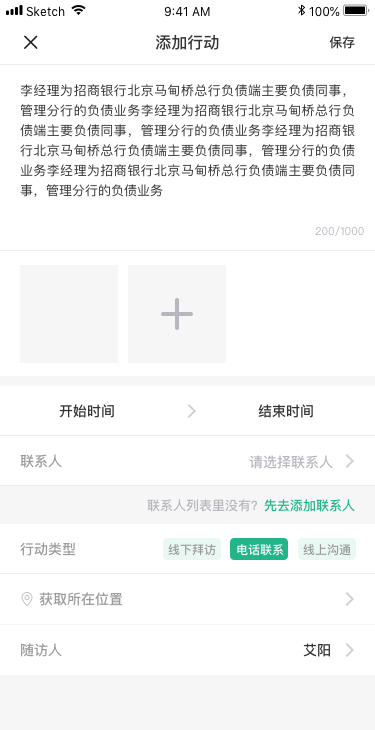 Sketch 9:41 AM 100%
添加行动 保存
李经理为招商银行北京马甸桥总行负债端主要负债同事，
管理分行的负债业务李经理为招商银行北京马甸桥总行负
债端主要负债同事，管理分行的负债业务李经理为招商银
行北京马甸桥总行负债端主要负债同事，管理分行的负债
业务李经理为招商银行北京马甸桥总行负债端主要负债同
事，管理分行的负债业务
200/1000
开始时间 结束时间
联系人 请选择联系人
联系人列表里没有? 先去添加联系人
行动类型 线下拜访 电话联系 线上沟通
获取所在位置
随访人 艾阳